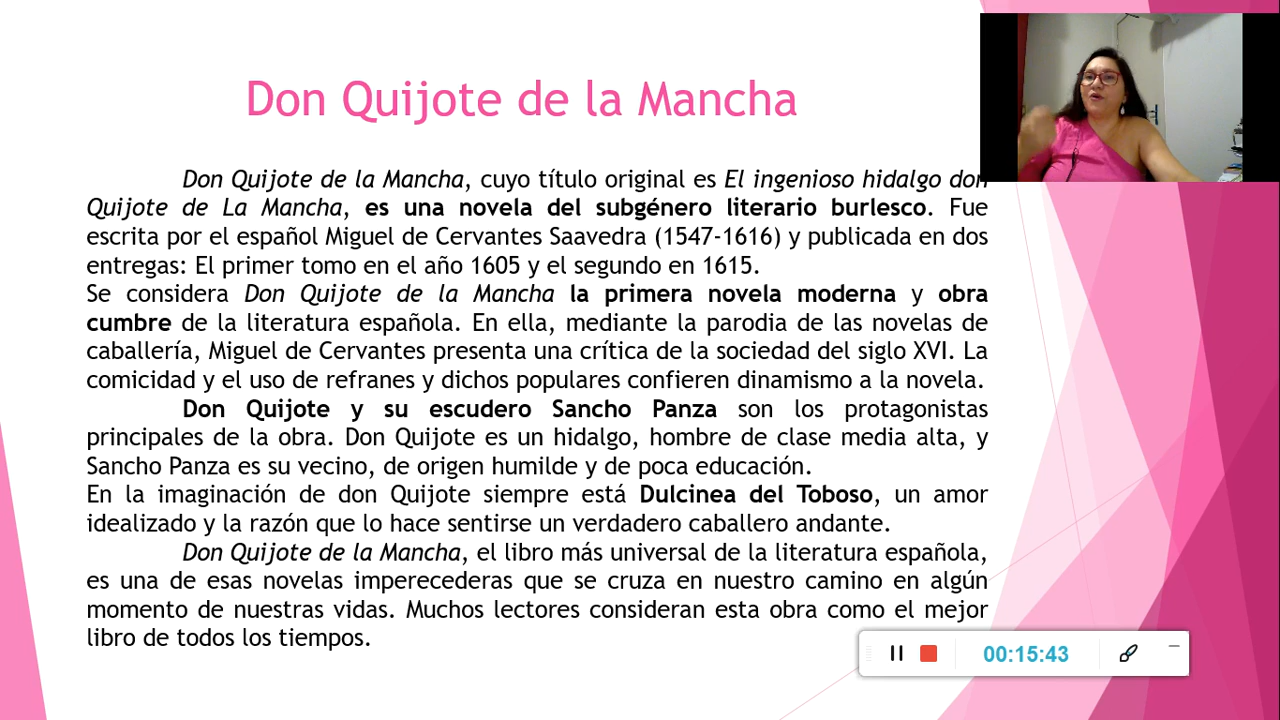 Don Quijote de la Mancha
Don Quijote de la Mancha, cuyo título original es El ingenioso hidalgo don
Quijote de La Mancha, es una novela del subgénero literario burlesco. Fue
escrita por el español Miguel de Cervantes Saavedra (1547-1616) y publicada en dos
entregas: El primer tomo en el año 1605 y el segundo en 1615.
Se considera Don Quijote de la Mancha la primera novela moderna y obra
cumbre de la literatura española. En ella, mediante la parodia de las novelas de
caballería, Miguel de Cervantes presenta una crítica de la sociedad del siglo XVI. La
comicidad y el uso de refranes y dichos populares confieren dinamismo a la novela.
Don Quijote y su escudero Sancho Panza son los protagonistas
principales de la obra. Don Quijote es un hidalgo, hombre de clase media alta, y
Sancho Panza es su vecino, de origen humilde y de poca educación.
En la imaginación de don Quijote siempre está Dulcinea del Toboso, un amor
idealizado y la razón que lo hace sentirse un verdadero caballero andante.
Don Quijote de la Mancha, el libro más universal de la literatura española,
es una de esas novelas imperecederas que se cruza en nuestro camino en algún
momento de nuestras vidas. Muchos lectores consideran esta obra como el mejor
libro de todos los tiempos.
00:15:43